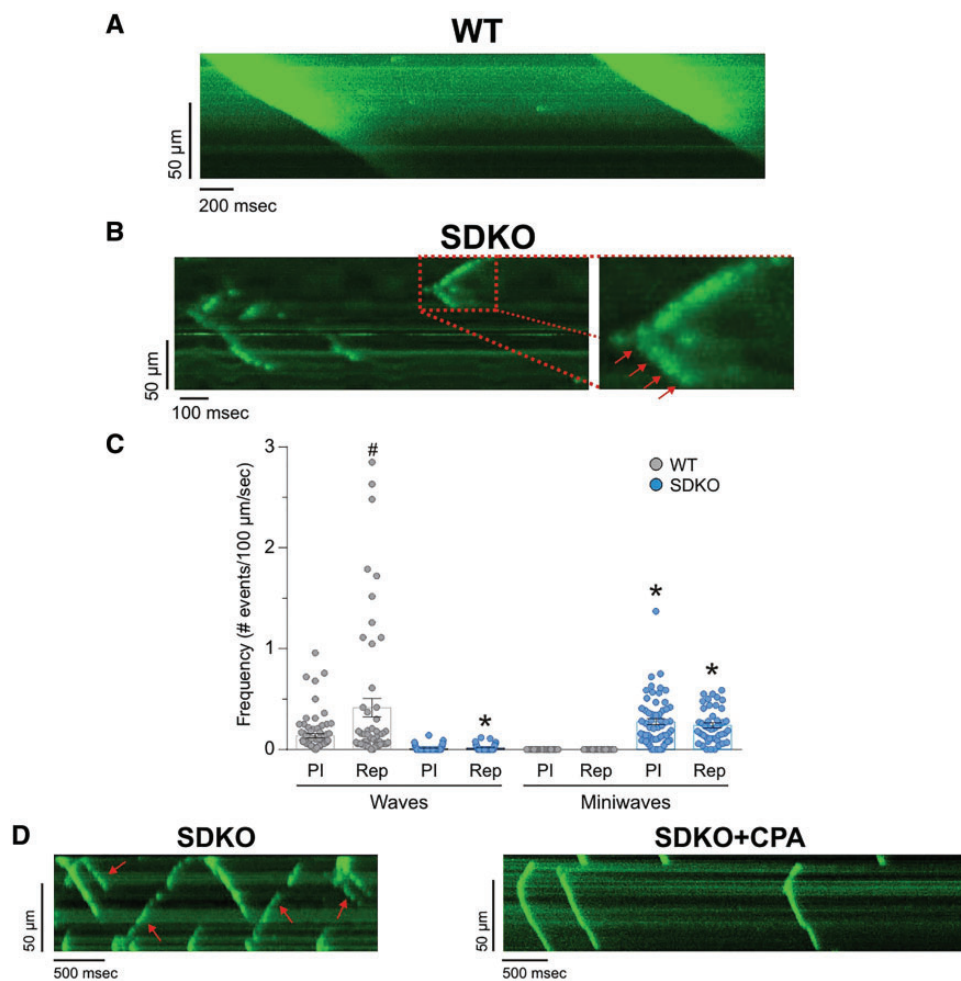 A
WT
50 µm
200 msec
B
SDKO
50 µm
100 msec
C
Frequency (# events/100 µm/sec)
3
2
1
0
#
*
*
*
WT
SDKO
PI Rep PI Rep PI Rep PI Rep
Waves Miniwaves
D
SDKO SDKO+CPA
50 µm 50 µm
500 msec 500 msec